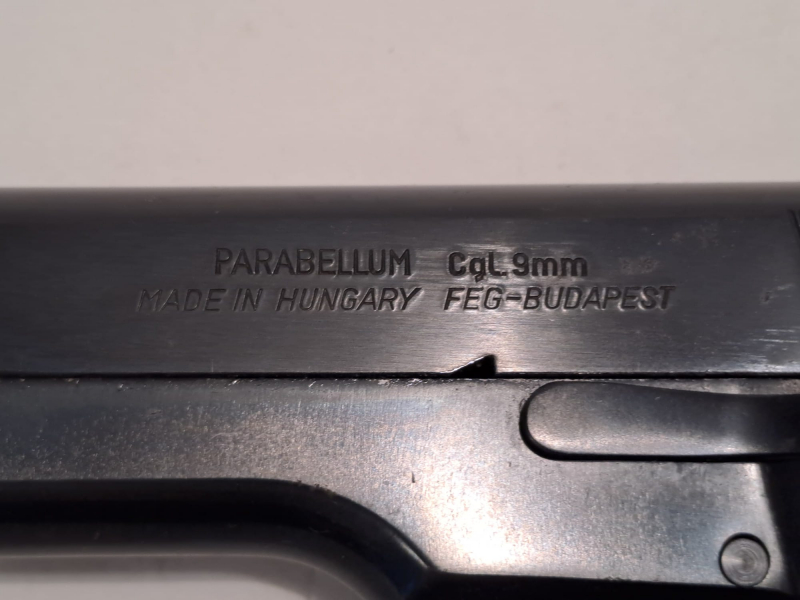 PARABELLUM CgL.9mm
MADE IN HUNGARY FEG-BUDAPEST